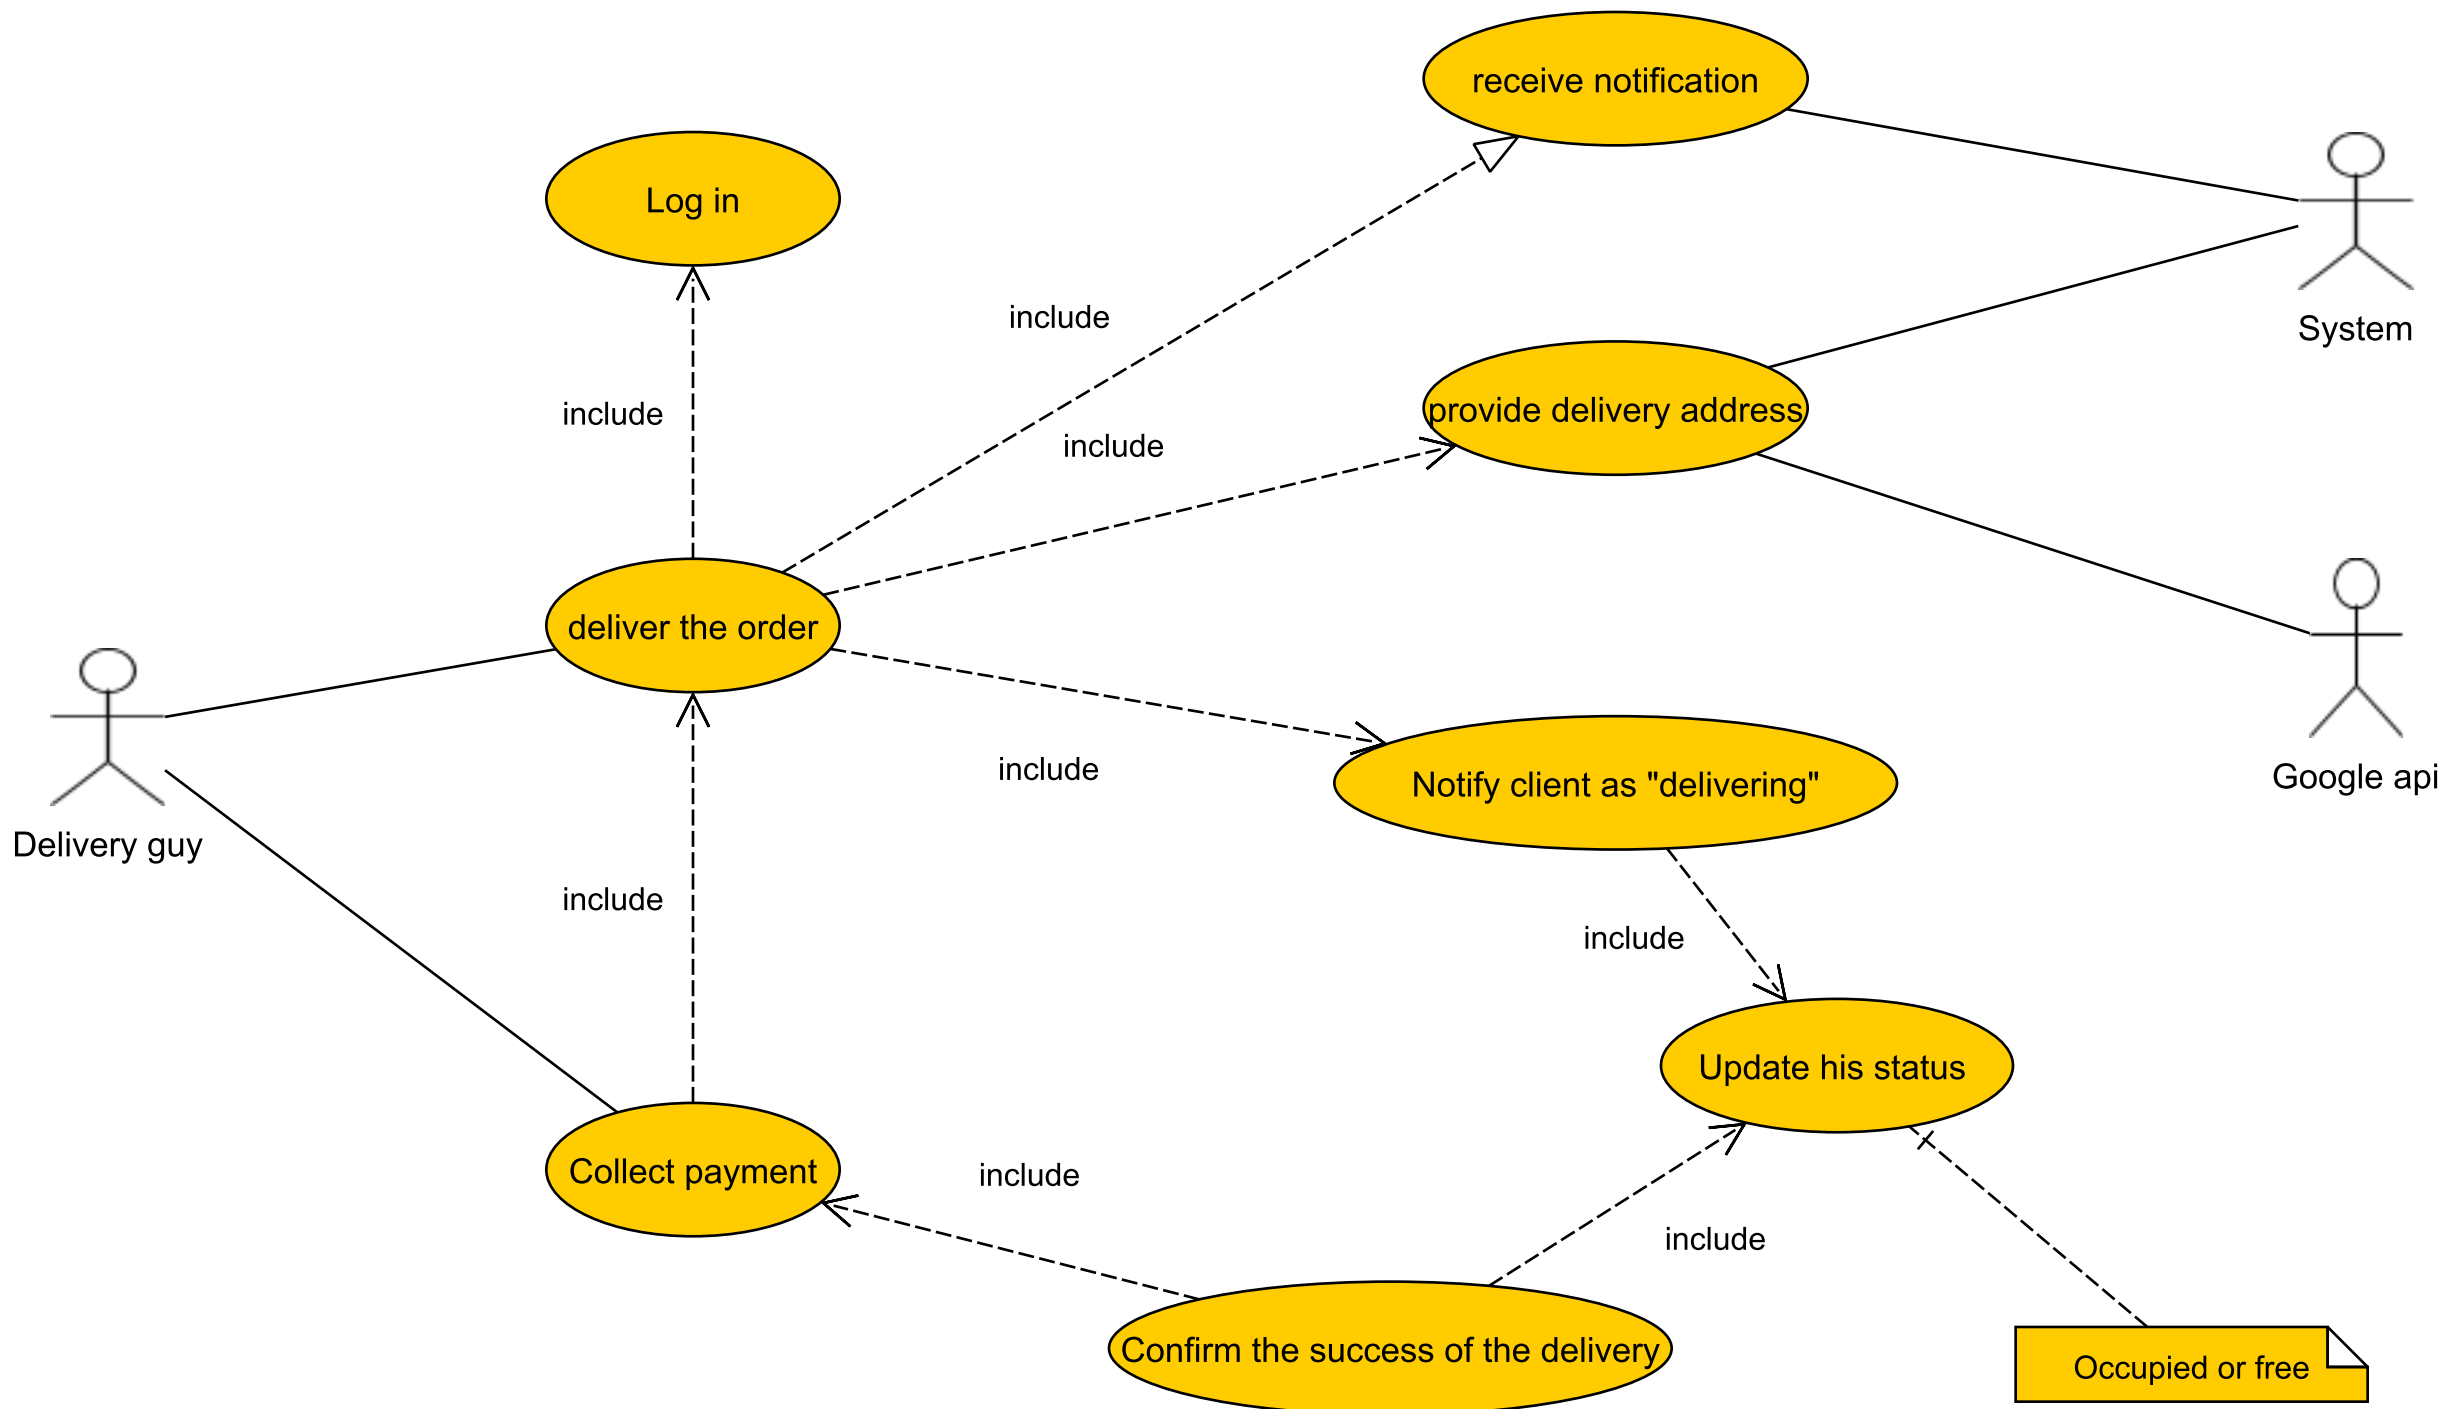 receive notification
Log in
include
System
include
provide delivery address
include
deliver the order
include
Notify client as "delivering"
Google api
Delivery guy
include
include
Update his status
Collect payment
include
include
Confirm the success of the delivery
Occupied or free